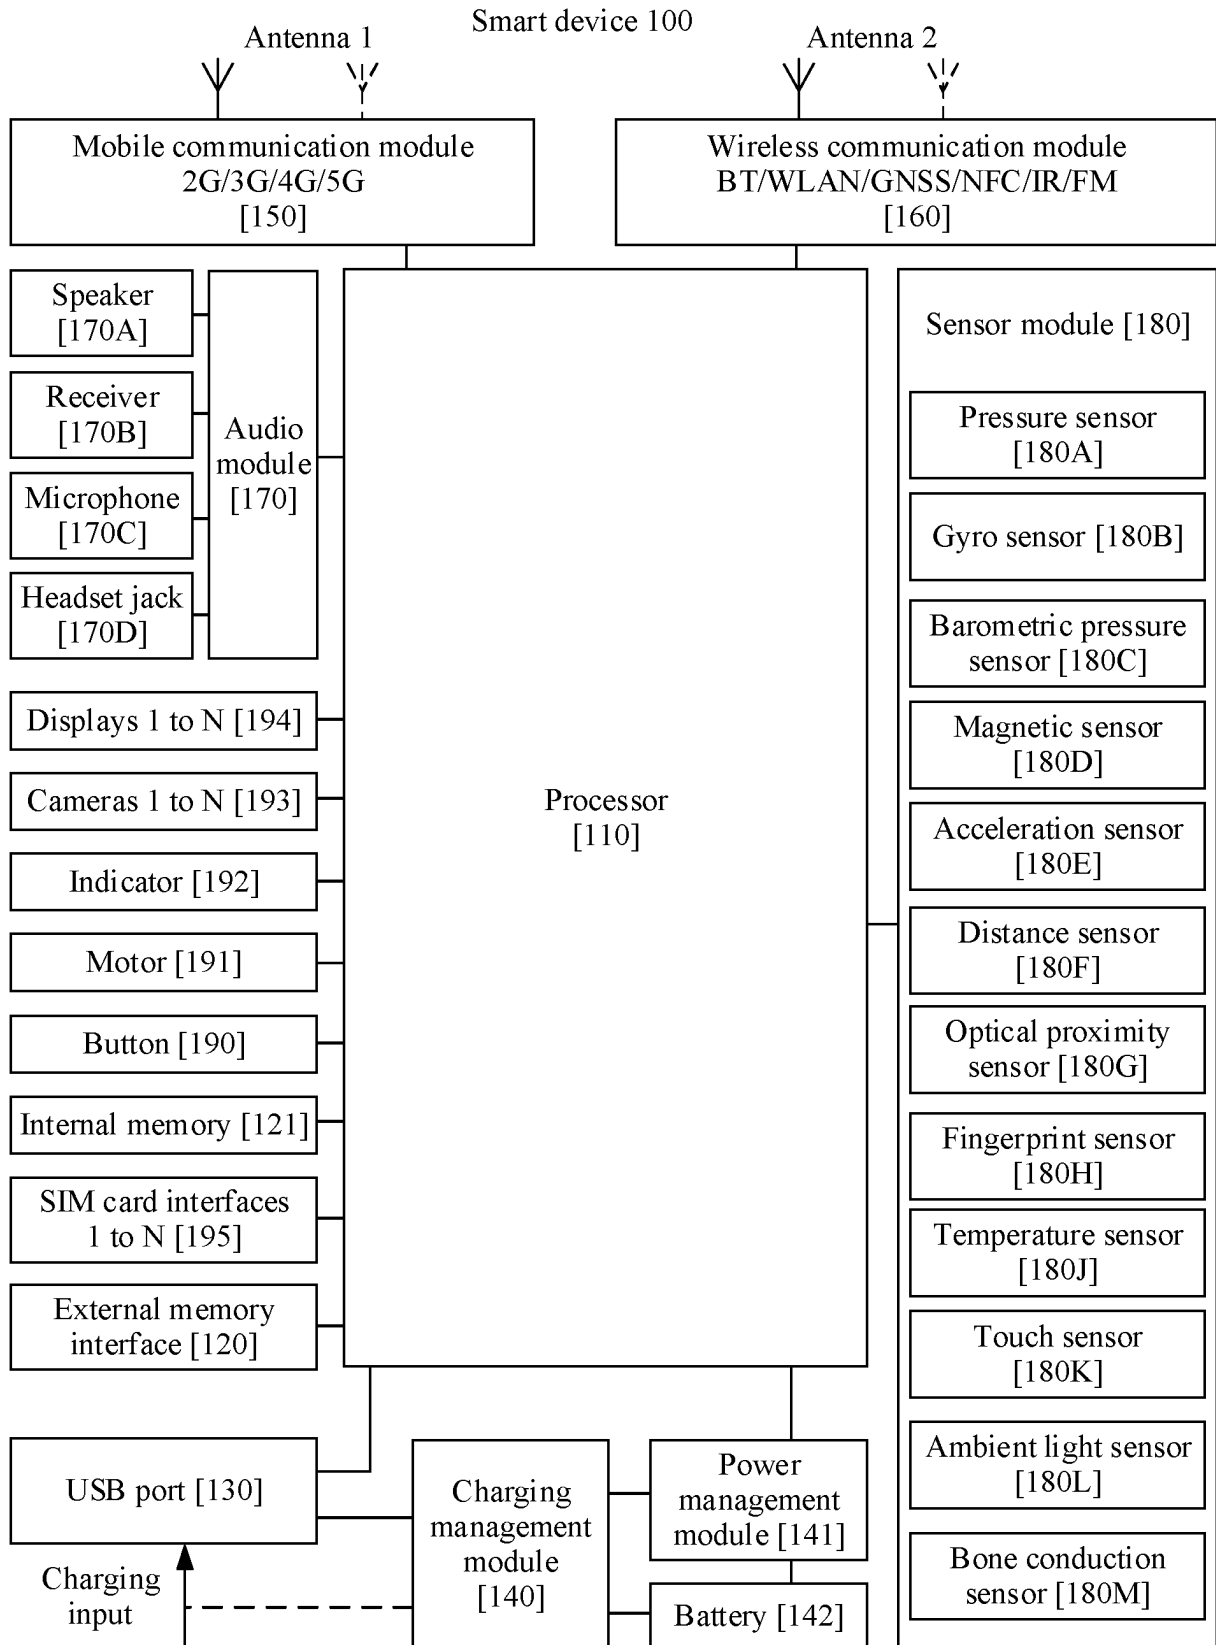 Smart device 100
Antenna 1
Antenna 2
Mobile communication module
2G/3G/4G/5G
[150]
Wireless communication module
BT/WLAN/GNSS/NFC/IR/FM
[160]
Speaker
[170A]
Receiver
[170B]
Microphone
[170C]
Headset jack
[170D]
Audio
module
[170]
Displays 1 to N [194]
Cameras 1 to N [193]
Indicator [192]
Motor [191]
Button [190]
Internal memory [121]
SIM card interfaces
1 to N [195]
External memory
interface [120]
Processor
[110]
Sensor module [180]
Pressure sensor
[180A]
Gyro sensor [180B]
Barometric pressure
sensor [180C]
Magnetic sensor
[180D]
Acceleration sensor
[180E]
Distance sensor
[180F]
Optical proximity
sensor [180G]
Fingerprint sensor
[180H]
Temperature sensor
[180J]
Touch sensor
[180K]
Ambient light sensor
[180L]
Bone conduction
sensor [180M]
USB port [130]
Charging
input
Charging
management
module
[140]
Power
management
module [141]
Battery [142]